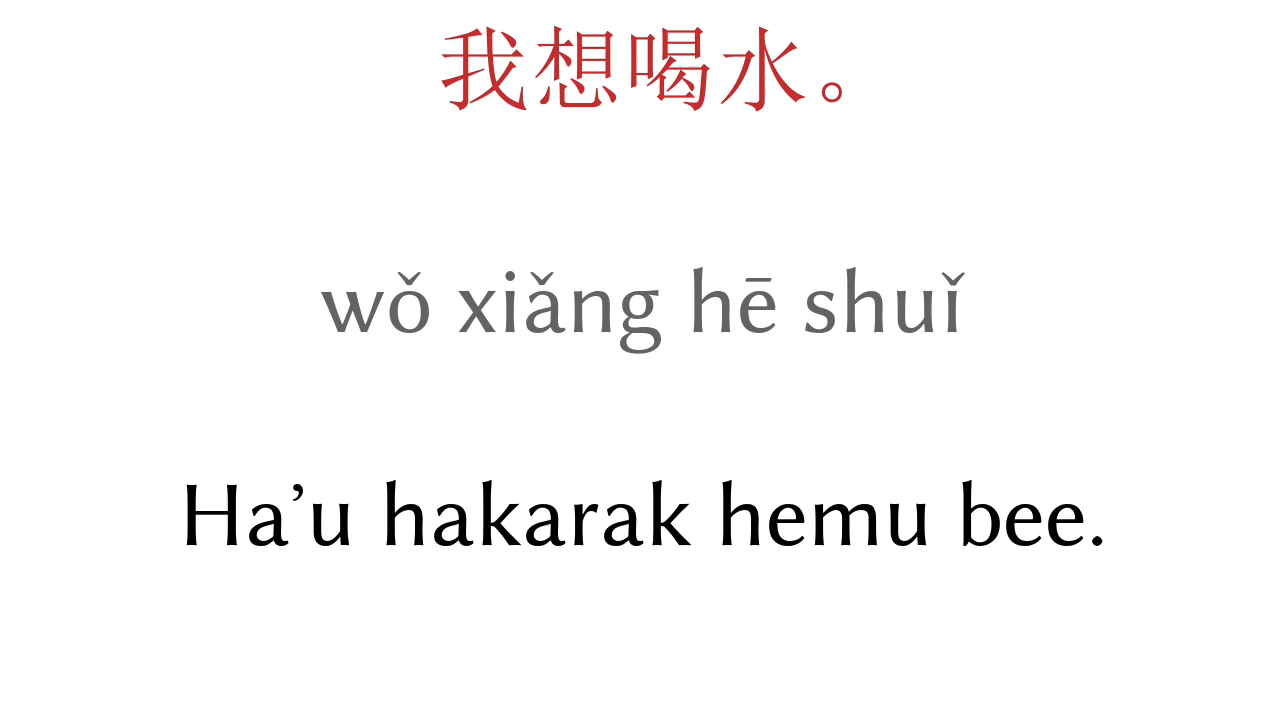 我想喝水。
wǒ xiǎng hē shuǐ
Ha’u hakarak hemu bee.